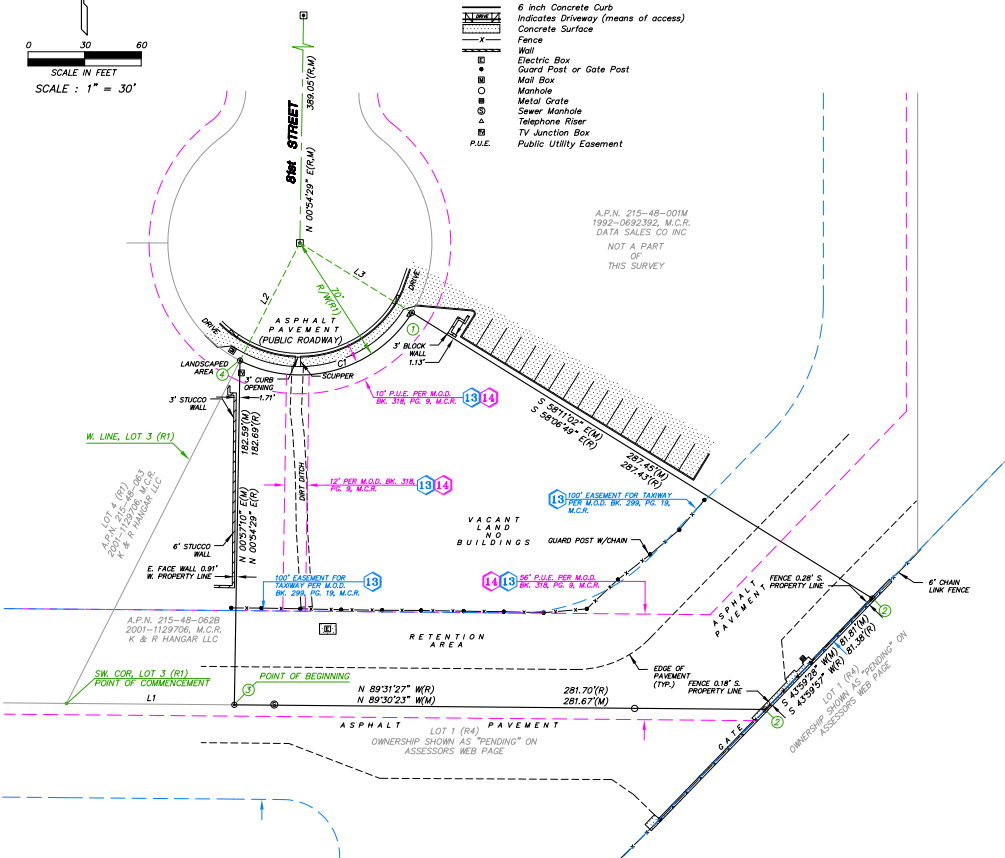 0 30 60
SCALE IN FEET
SCALE : 1" = 30'
6 inch Concrete Curb
DRIVE
Indicates Driveway (means of access)
Concrete Surface
X
Fence
Wall
E
Electric Box
Guard Post or Gate Post
M
Mail Box
Manhole
Metal Grate
S
Sewer Manhole
Telephone Riser
TV Junction Box
P.U.E.
Public Utility Easement
81st STREET
389.05'(R,M)
N 00°54'29" E(R,M)
A.P.N. 215-48-001M
1992-0692392, M.C.R.
DATA SALES CO INC
NOT A PART
OF
THIS SURVEY
L2
L3
70'
R/W(R1)
DRIVE
DRIVE
ASPHALT
PAVEMENT
(PUBLIC ROADWAY)
C1
1
3' BLOCK
WALL
1.13'
LANDSCAPED
AREA
4
3' CURB
OPENING
SCUPPER
1.71'
3' STUCCO
WALL
10' P.U.E. PER M.O.D.
BK. 318, PG. 9, M.C.R.
13 14
S 58°11'02" E(M)
S 58°06'49" E(R)
287.45'(M)
287.43'(R)
182.59'(M)
182.69'(R)
N 00°57'10" E(M)
N 00°54'29" E(R)
W. LINE, LOT 3 (R1)
LOT 4 (R1)
A.P.N. 215-48-063
2001-1129706, M.C.R.
K & R HANGAR LLC
DIRT DITCH
12' PER M.O.D. BK. 318,
PG. 9, M.C.R.
13 14
13
100' EASEMENT FOR TAXIWAY
PER M.O.D. BK. 299, PG. 19,
M.C.R.
VACANT
LAND
NO
BUILDINGS
GUARD POST W/CHAIN
6' STUCCO
WALL
E. FACE WALL 0.91'
W. PROPERTY LINE
100' EASEMENT FOR
TAXIWAY PER M.O.D.
BK. 299, PG. 19, M.C.R.
13
14 13
56' P.U.E. PER M.O.D.
BK. 318, PG. 9, M.C.R.
ASPHALT
PAVEMENT
FENCE 0.28' S.
PROPERTY LINE
6' CHAIN
LINK FENCE
2
A.P.N. 215-48-062B
2001-1129706, M.C.R.
K & R HANGAR LLC
E
RETENTION
AREA
81.81'(M)
81.38'(R)
S 43°59'28" W(M)
S 43°59'57" W(R)
EDGE OF
PAVEMENT
(TYP.)
FENCE 0.18' S.
PROPERTY LINE
SW. COR, LOT 3 (R1)
POINT OF COMMENCEMENT
L1
POINT OF BEGINNING
3
S
N 89°31'27" W(R)
N 89°30'23" W(M)
281.70'(R)
281.67'(M)
2
LOT 1 (R4)
OWNERSHIP SHOWN AS "PENDING" ON
ASSESSORS WEB PAGE
ASPHALT PAVEMENT
LOT 1 (R4)
OWNERSHIP SHOWN AS "PENDING" ON
ASSESSORS WEB PAGE
GATE